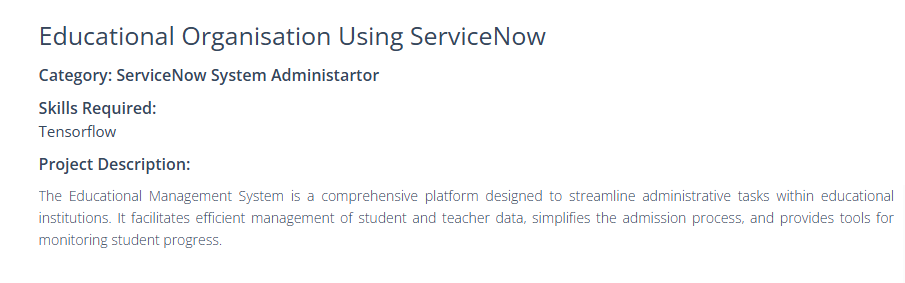 Educational Organisation Using ServiceNow
Category: ServiceNow System Administartor
Skills Required:
Tensorflow
Project Description:
The Educational Management System is a comprehensive platform designed to streamline administrative tasks within educational
institutions. It facilitates efficient management of student and teacher data, simplifies the admission process, and provides tools for
monitoring student progress.